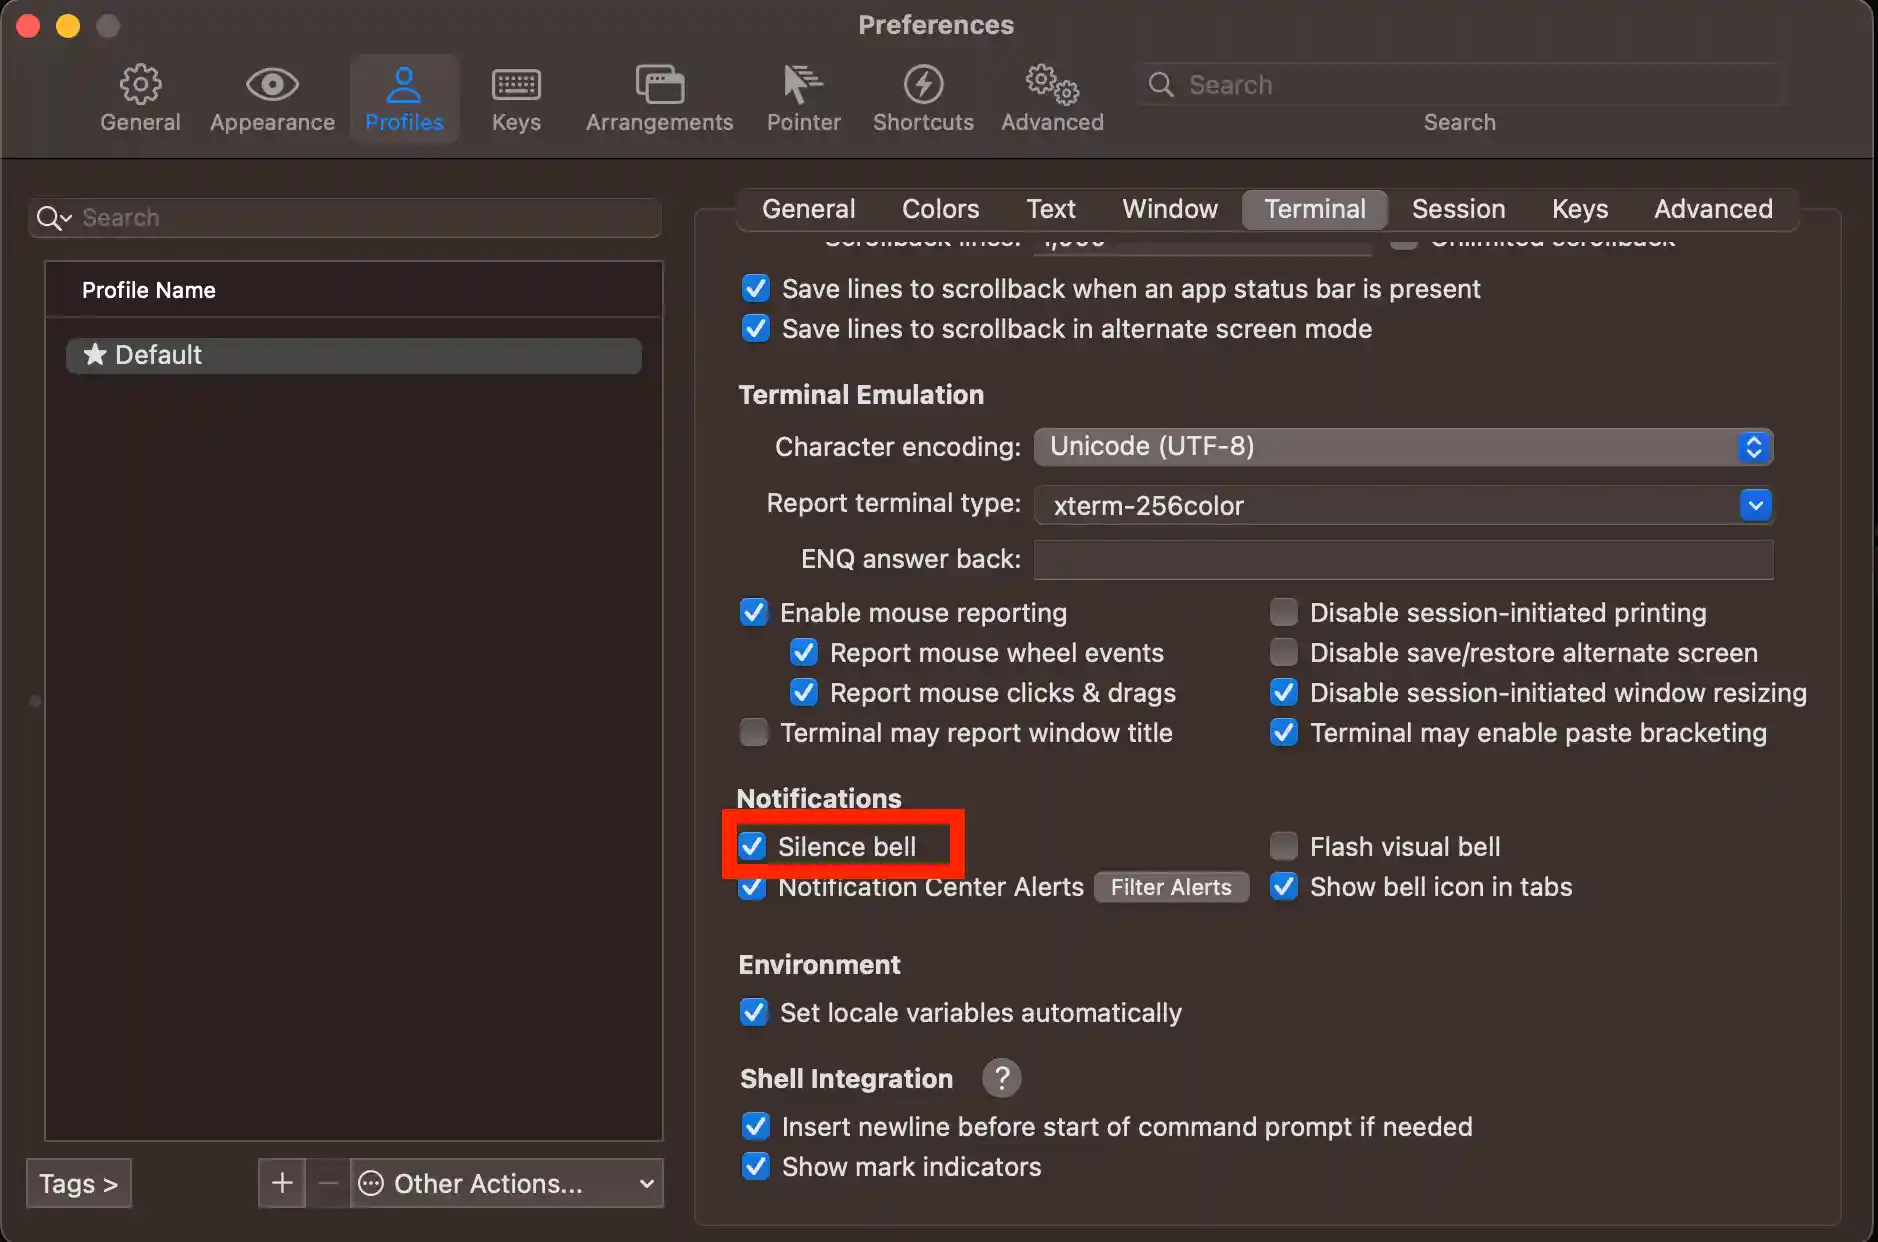 Preferences
General Appearance Profiles Keys Arrangements Pointer Shortcuts Advanced Search
Search
Search
Profile Name
Default
Tags >
+ − Other Actions...
General Colors Text Window Terminal Session Keys Advanced
Scrollback lines: 1,000 Unlimited scrollback
Save lines to scrollback when an app status bar is present
Save lines to scrollback in alternate screen mode
Terminal Emulation
Character encoding: Unicode (UTF-8)
Report terminal type: xterm-256color
ENQ answer back:
Enable mouse reporting Disable session-initiated printing
Report mouse wheel events Disable save/restore alternate screen
Report mouse clicks & drags Disable session-initiated window resizing
Terminal may report window title Terminal may enable paste bracketing
Notifications
Silence bell Flash visual bell
Notification Center Alerts Filter Alerts Show bell icon in tabs
Environment
Set locale variables automatically
Shell Integration ?
Insert newline before start of command prompt if needed
Show mark indicators